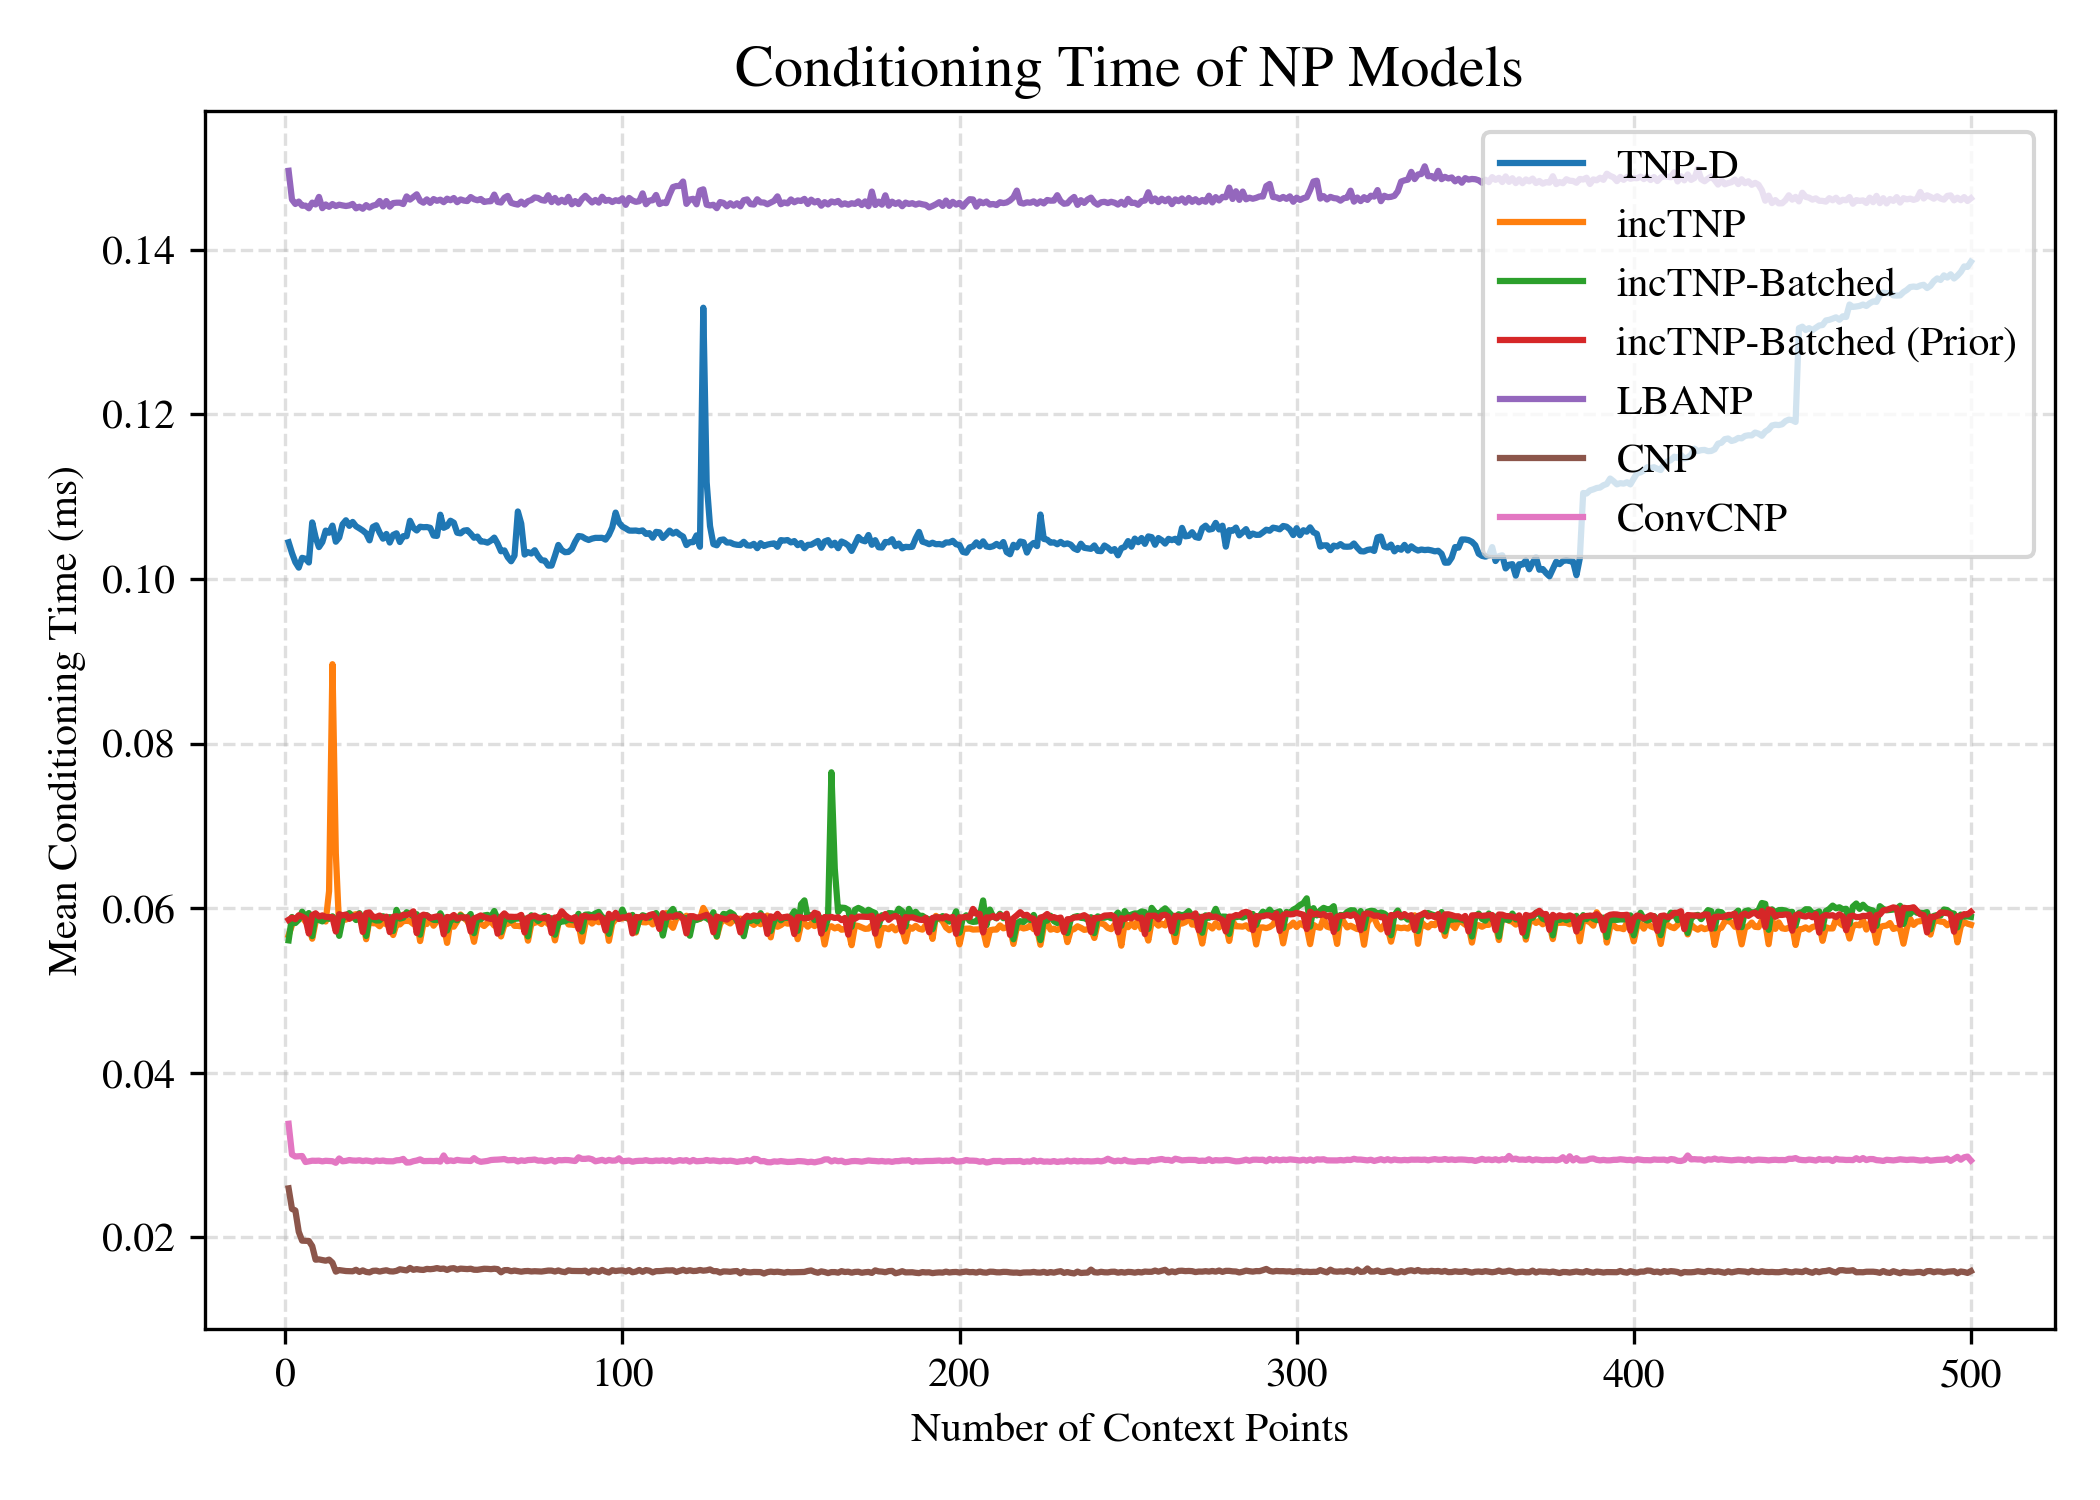 Conditioning Time of NP Models
Mean Conditioning Time (ms)
0.14
0.12
0.10
0.08
0.06
0.04
0.02
TNP-D
incTNP
incTNP-Batched
incTNP-Batched (Prior)
LBANP
CNP
ConvCNP
0 100 200 300 400 500
Number of Context Points